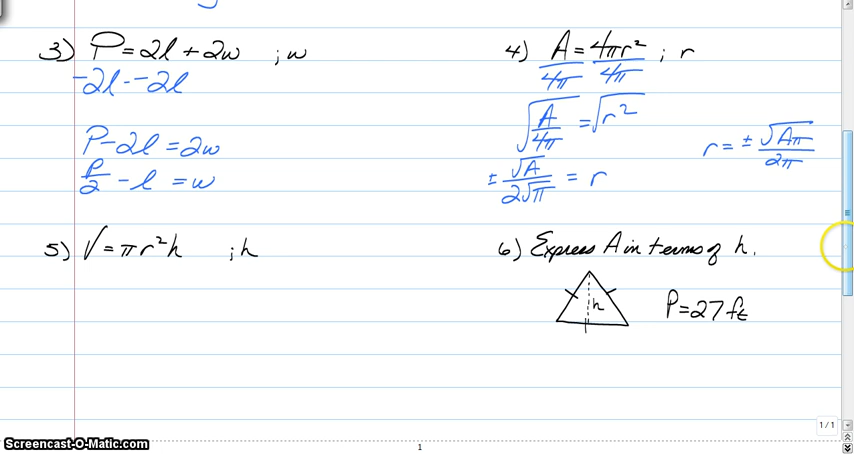 3) P = 2l + 2w ; w
-2l - -2l
P - 2l = 2w
P/2 - l = w
4) A = 4πr² ; r
4π 4π
√(A/4π) = √r²
± √A/2√π = r
r = ± √Aπ/2π
5) V = πr²h ; h
6) Express A in terms of h.
h
P = 27 ft
1/1
Screencast-O-Matic.com
1